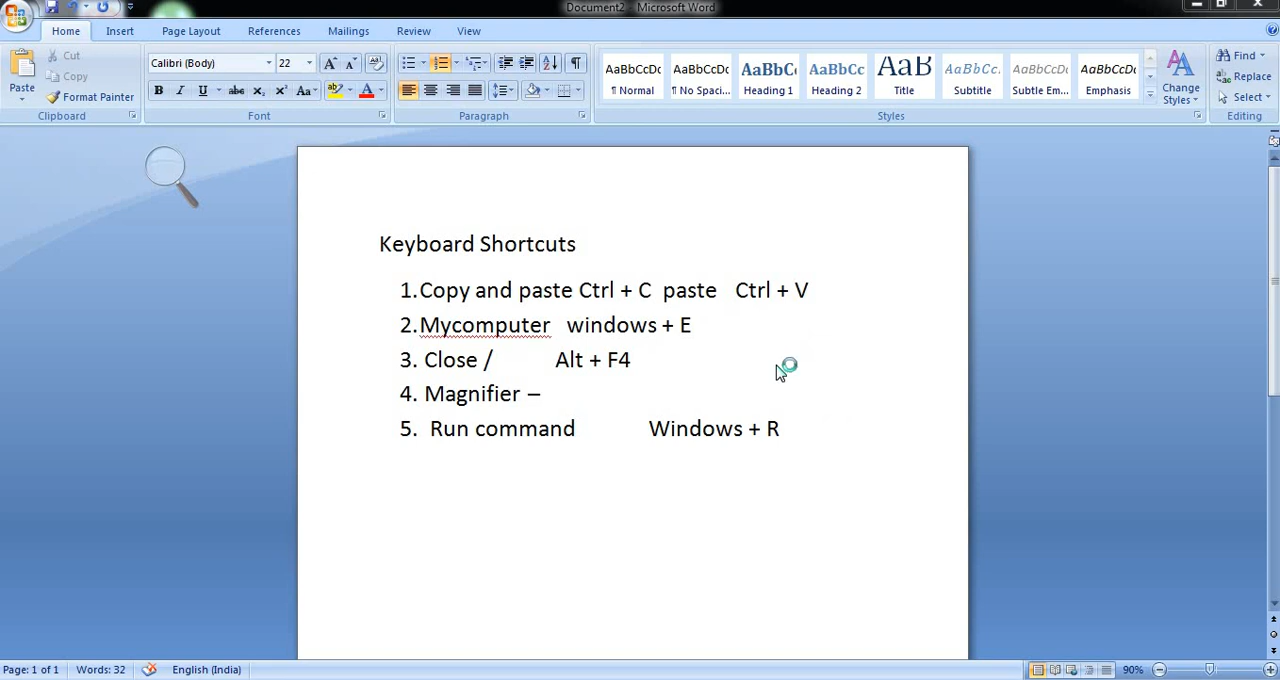 Document2 - Microsoft Word
Home Insert Page Layout References Mailings Review View
Cut
Copy
Paste
Format Painter
Clipboard
Calibri (Body) 22
Font
Paragraph
AaBbCcDc AaBbCcDc AaBbC AaBbCc AaB AaBbCc. AaBbCcDc AaBbCcDc
¶ Normal ¶ No Spaci... Heading 1 Heading 2 Title Subtitle Subtle Em... Emphasis
Change Styles
Styles
Find
Replace
Select
Editing
Keyboard Shortcuts
1.Copy and paste Ctrl + C paste Ctrl + V
2.Mycomputer windows + E
3. Close / Alt + F4
4. Magnifier –
5. Run command Windows + R
Page: 1 of 1 Words: 32 English (India) 90%